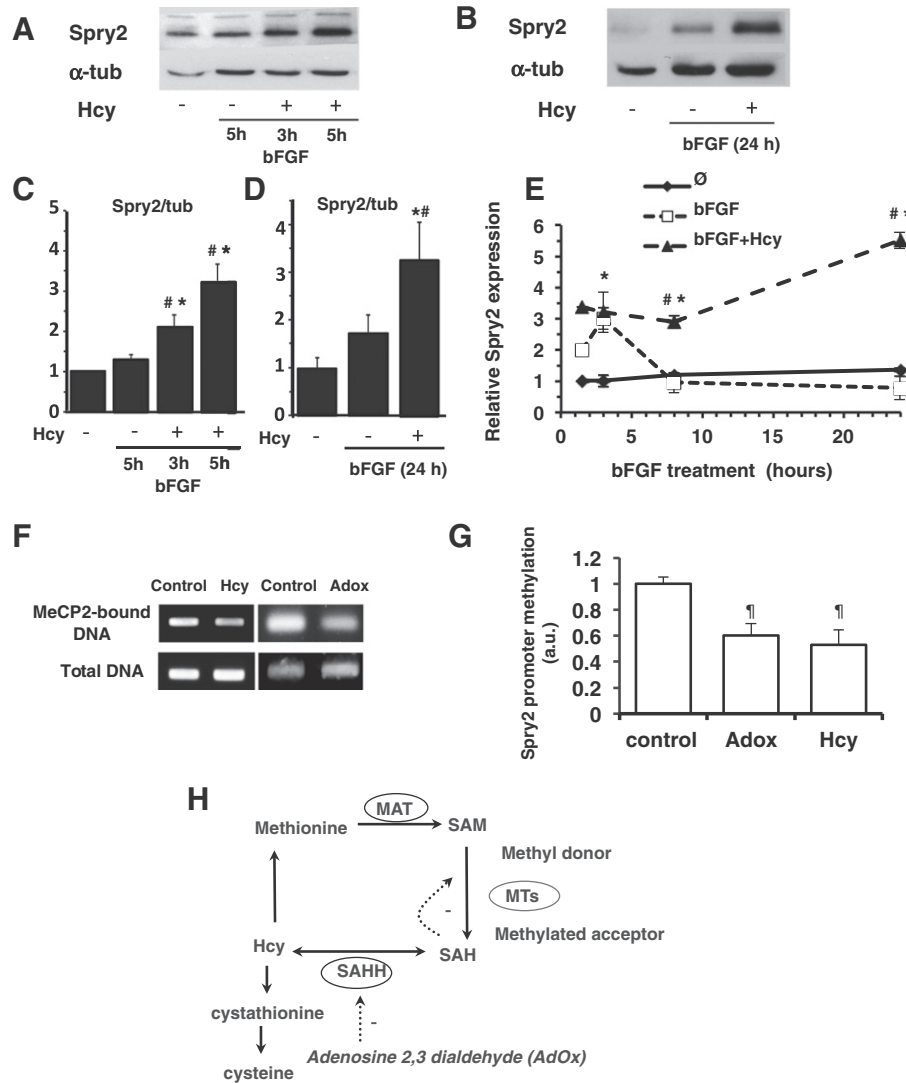 A
Spry2
α-tub
Hcy - - + +
5h 3h 5h
bFGF
B
Spry2
α-tub
Hcy - - +
bFGF (24 h)
C
Spry2/tub
5
4
3
2
1
0
# *
# *
Hcy - - + +
5h 3h 5h
bFGF
D
Spry2/tub
4
3
2
1
0
*#
Hcy - - +
bFGF (24 h)
E
Ø
bFGF
bFGF+Hcy
Relative Spry2 expression
6
5
4
3
2
1
0
*
# *
# *
0 5 10 15 20
bFGF treatment (hours)
F
Control Hcy Control Adox
MeCP2-bound
DNA
Total DNA
G
Spry2 promoter methylation
(a.u.)
1.2
1
0.8
0.6
0.4
0.2
0
¶ ¶
control Adox Hcy
H
MAT
Methionine SAM
Methyl donor
MTs
-
Methylated acceptor
Hcy SAH
SAHH
cystathionine
-
Adenosine 2,3 dialdehyde (AdOx)
cysteine